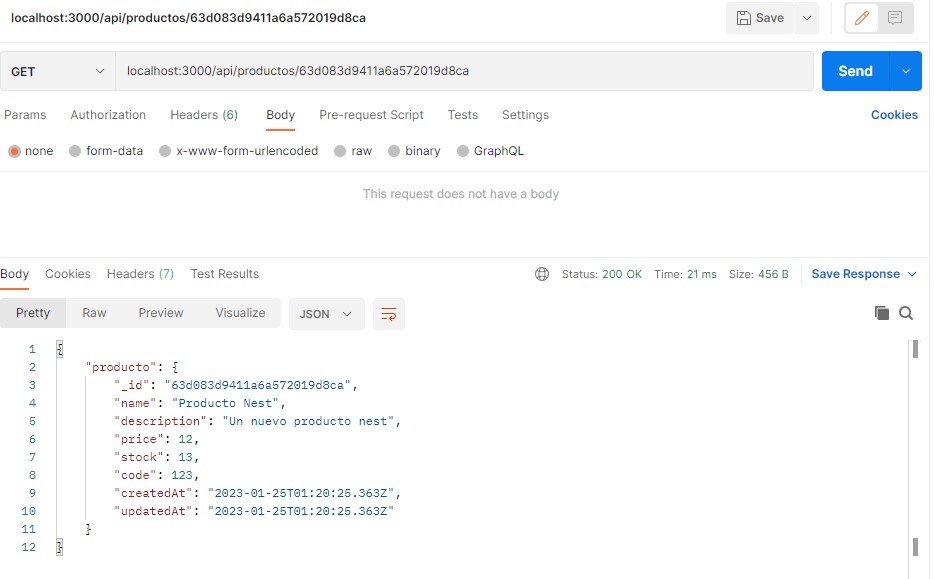 localhost:3000/api/productos/63d083d9411a6a572019d8ca Save
GET localhost:3000/api/productos/63d083d9411a6a572019d8ca Send
Params Authorization Headers (6) Body Pre-request Script Tests Settings Cookies
none form-data x-www-form-urlencoded raw binary GraphQL
This request does not have a body
Body Cookies Headers (7) Test Results Status: 200 OK Time: 21 ms Size: 456 B Save Response
Pretty Raw Preview Visualize JSON
1 {
2 "producto": {
3 "_id": "63d083d9411a6a572019d8ca",
4 "name": "Producto Nest",
5 "description": "Un nuevo producto nest",
6 "price": 12,
7 "stock": 13,
8 "code": 123,
9 "createdAt": "2023-01-25T01:20:25.363Z",
10 "updatedAt": "2023-01-25T01:20:25.363Z"
11 }
12 }